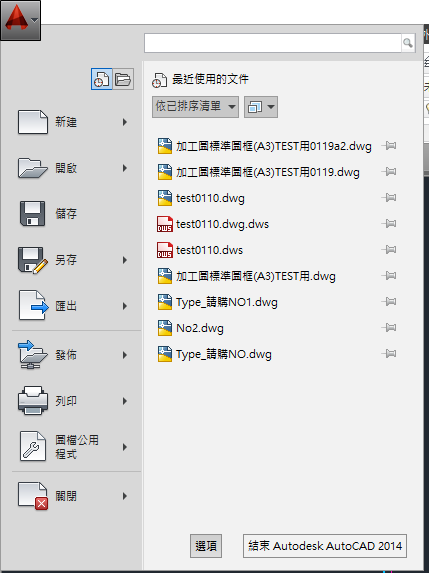 最近使用的文件
依已排序清單
新建
開啟
儲存
另存
匯出
發佈
列印
圖檔公用
程式
關閉
加工圖標準圖框(A3)TEST用0119a2.dwg
加工圖標準圖框(A3)TEST用0119.dwg
test0110.dwg
test0110.dwg.dws
test0110.dws
加工圖標準圖框(A3)TEST用.dwg
Type_請購NO1.dwg
No2.dwg
Type_請購NO.dwg
選項
結束 Autodesk AutoCAD 2014